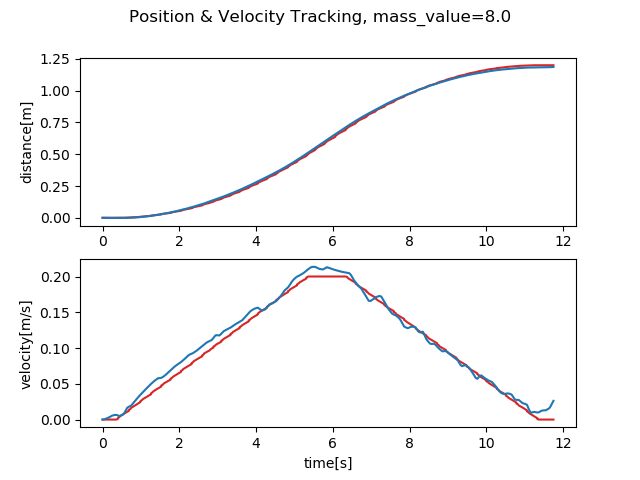 Position & Velocity Tracking, mass_value=8.0
1.25
1.00
0.75
0.50
0.25
0.00
distance[m]
0 2 4 6 8 10 12
0.20
0.15
0.10
0.05
0.00
velocity[m/s]
0 2 4 6 8 10 12
time[s]